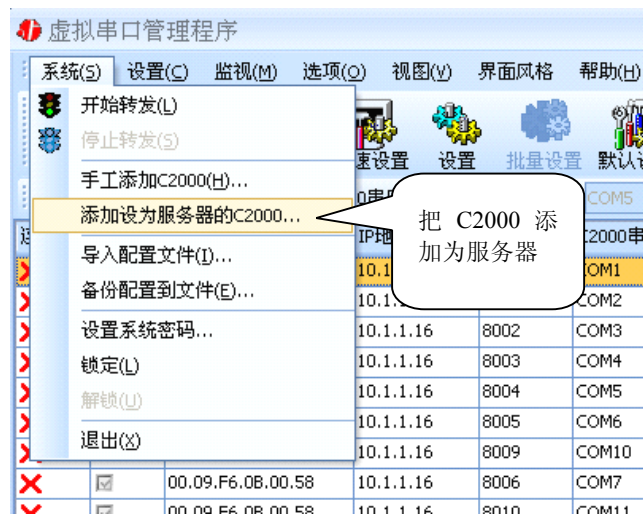 虚拟串口管理程序
系统(S) 设置(C) 监视(M) 选项(O) 视图(V) 界面风格 帮助(H)
开始转发(L)
停止转发(S)
手工添加C2000(H)...
添加设为服务器的C2000...
导入配置文件(I)...
备份配置到文件(E)...
设置系统密码...
锁定(L)
解锁(U)
退出(X)
速设置 设置 批量设置 默认
COM5
把 C2000 添
加为服务器
C2000串
COM1
COM2
10.1.1.16 8002 COM3
10.1.1.16 8003 COM4
10.1.1.16 8004 COM5
10.1.1.16 8005 COM6
10.1.1.16 8009 COM10
00.09.F6.0B.00.58 10.1.1.16 8006 COM7
00.09.F6.0B.00.58 10.1.1.16 8010 COM11